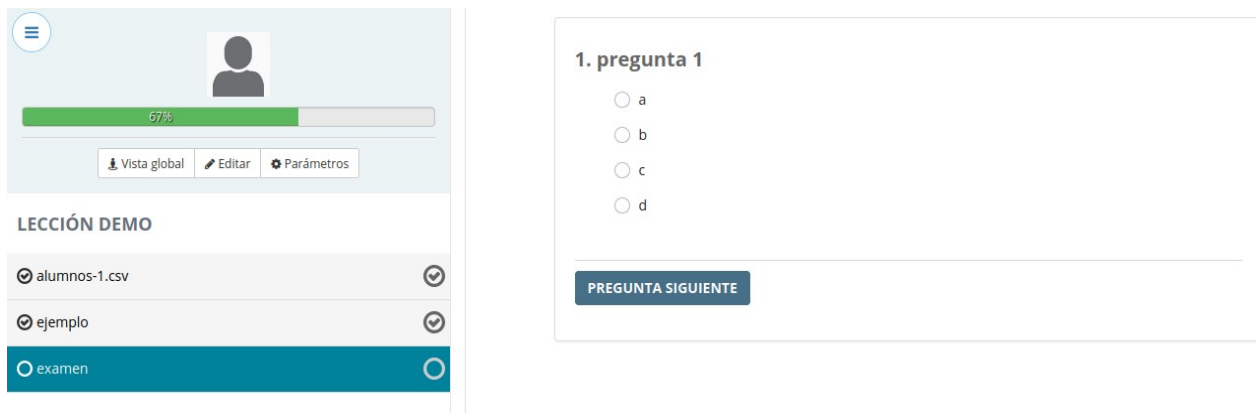 67%
Vista global Editar Parámetros
LECCIÓN DEMO
alumnos-1.csv
ejemplo
examen
1. pregunta 1
a
b
c
d
PREGUNTA SIGUIENTE